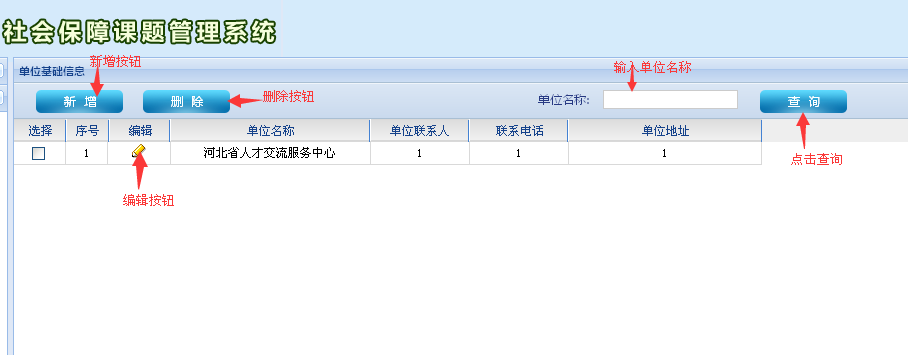 社会保障课题管理系统
新增按钮
单位基础信息
输入单位名称
新 增
删 除
删除按钮
单位名称:
查 询
选择 序号 编辑 单位名称 单位联系人 联系电话 单位地址
1 河北省人才交流服务中心 1 1 1
点击查询
编辑按钮